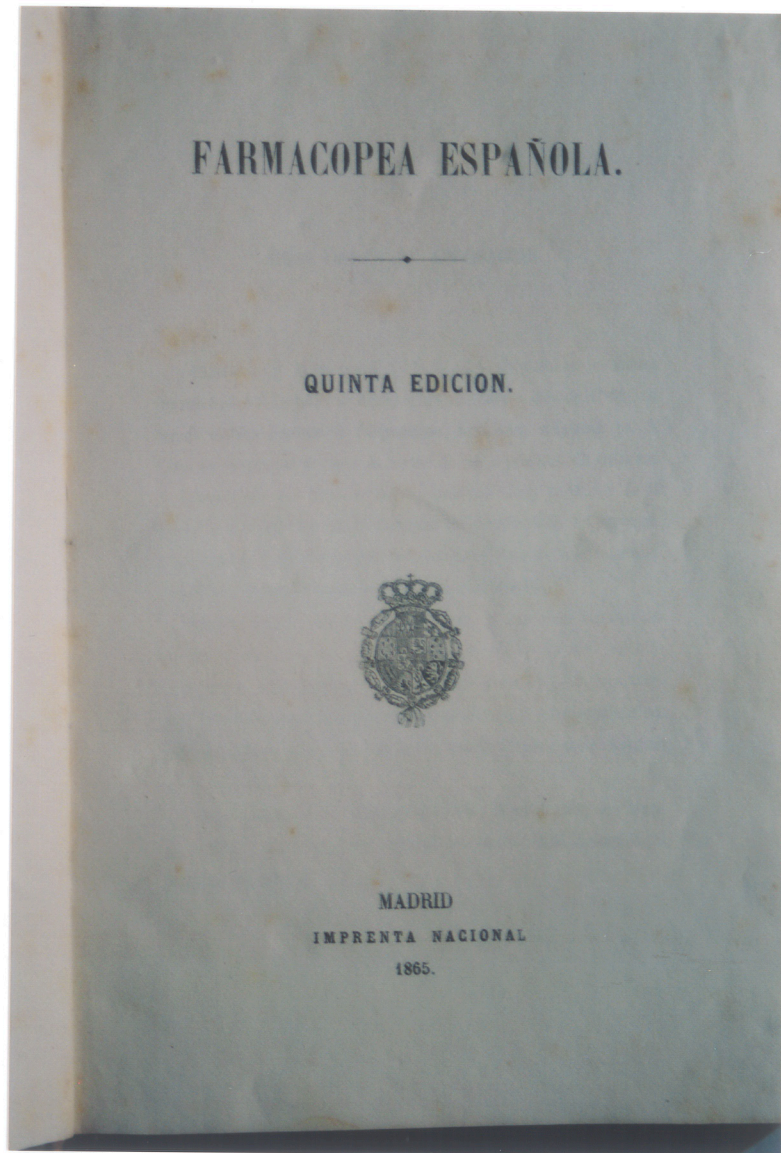 FARMACOPEA ESPAÑOLA.
QUINTA EDICION.
MADRID
IMPRENTA NACIONAL
1865.